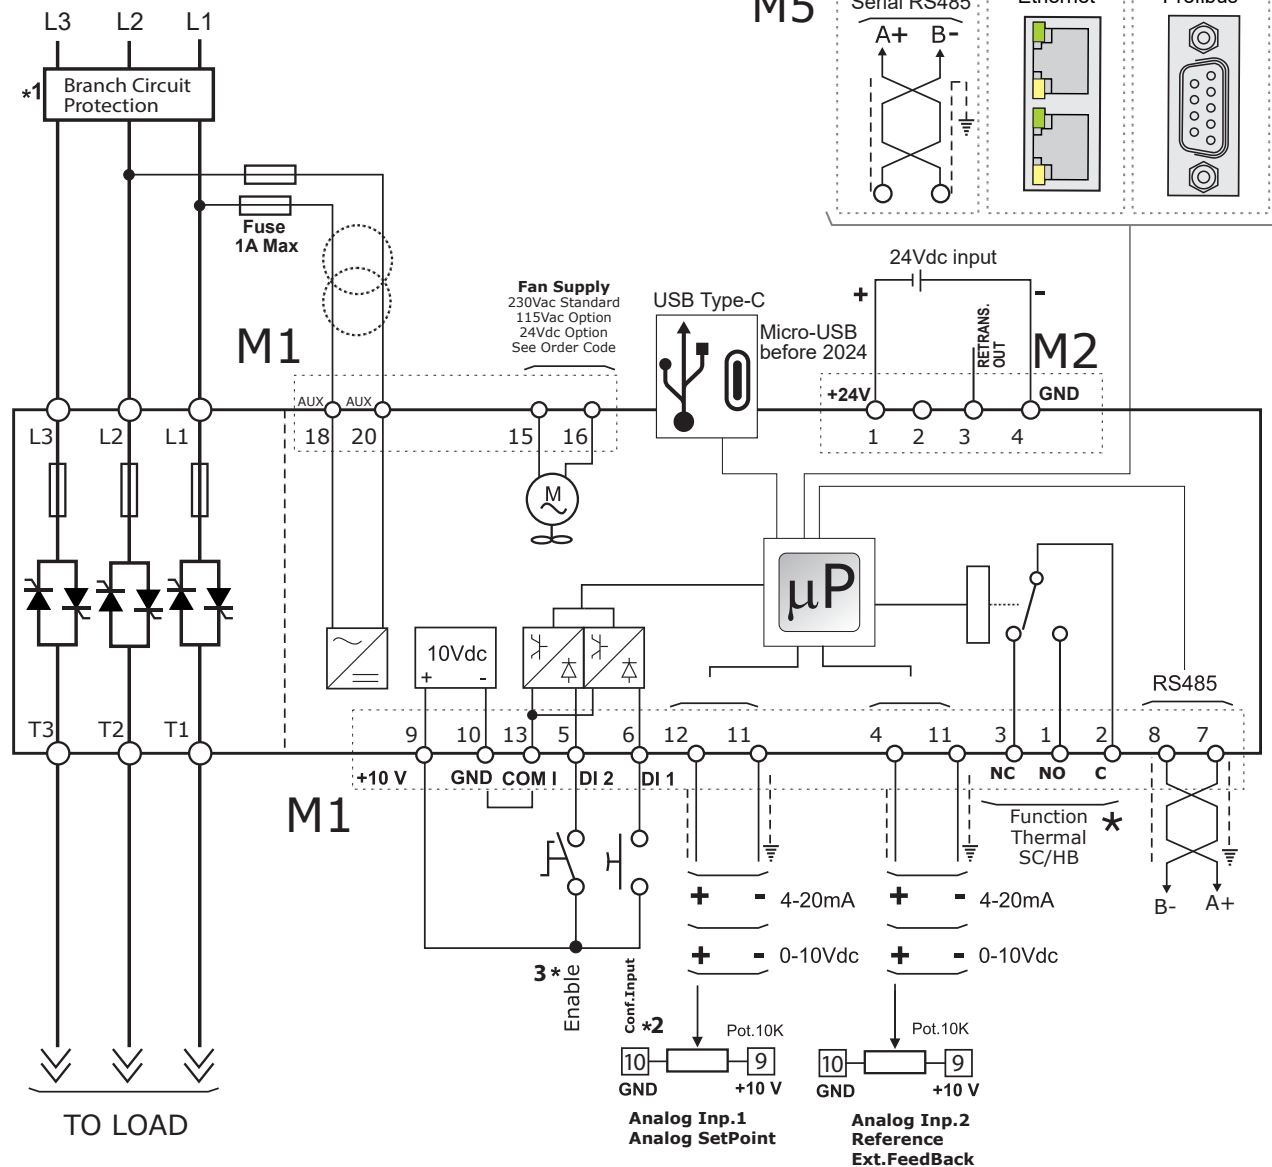 L3 L2 L1
*1
Branch Circuit
Protection
M5
Serial RS485
Ethernet
Profibus
A+ B-
Fuse
1A Max
M1
Fan Supply
230Vac Standard
115Vac Option
24Vdc Option
See Order Code
USB Type-C
Micro-USB
before 2024
24Vdc input
+ -
RETRANS.
OUT
M2
+24V GND
AUX AUX
L3 L2 L1
18 20
15 16
1 2 3 4
M
µP
10Vdc
+ -
RS485
T3 T2 T1
9 10 13 5 6 12 11 4 11 3 1 2 8 7
+10 V GND COM I DI 2 DI 1 NC NO C
M1
Function
Thermal
SC/HB
*
+ - 4-20mA + - 4-20mA
B- A+
+ - 0-10Vdc + - 0-10Vdc
3*
Enable
Conf.Input
*2
Pot.10K
10 9
GND +10 V
Analog Inp.1
Analog SetPoint
Pot.10K
10 9
GND +10 V
Analog Inp.2
Reference
Ext.FeedBack
TO LOAD